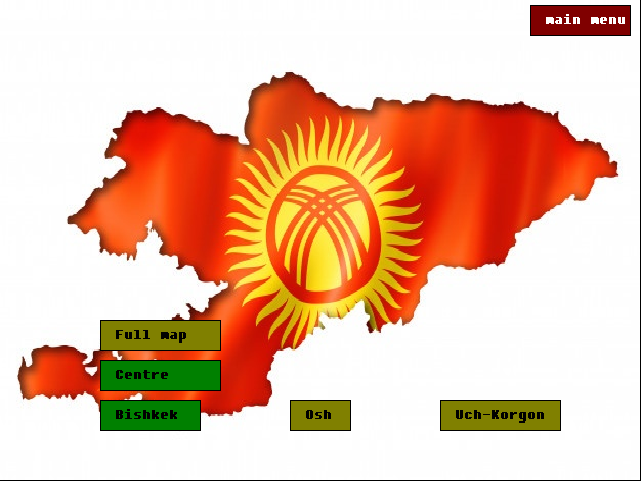 main menu
Full map
Centre
Bishkek
Osh
Uch-Korgon